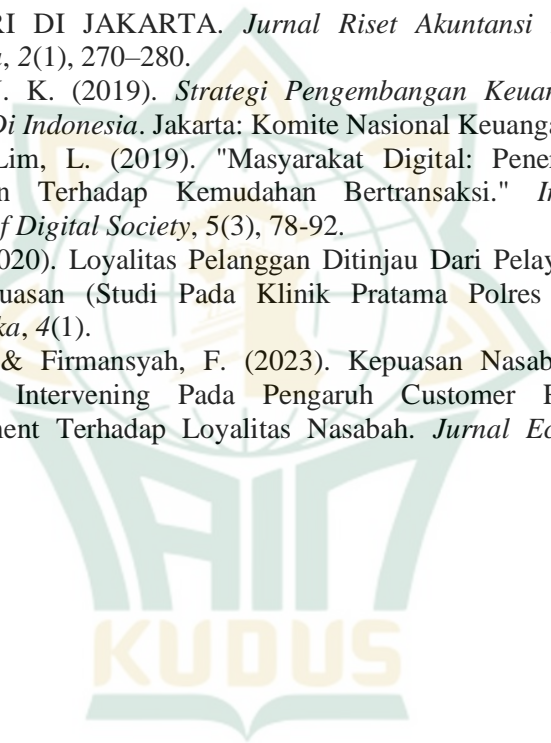 RI DI JAKARTA. Jurnal Riset Akuntansi
, 2(1), 270–280.
. K. (2019). Strategi Pengembangan Keuan
Di Indonesia. Jakarta: Komite Nasional Keuanga
Lim, L. (2019). "Masyarakat Digital: Pener
n Terhadap Kemudahan Bertransaksi." In
f Digital Society, 5(3), 78-92.
020). Loyalitas Pelanggan Ditinjau Dari Pelay
uasan (Studi Pada Klinik Pratama Polres
ka, 4(1).
& Firmansyah, F. (2023). Kepuasan Nasab
Intervening Pada Pengaruh Customer
ment Terhadap Loyalitas Nasabah. Jurnal Ec
IAIN
KUDUS